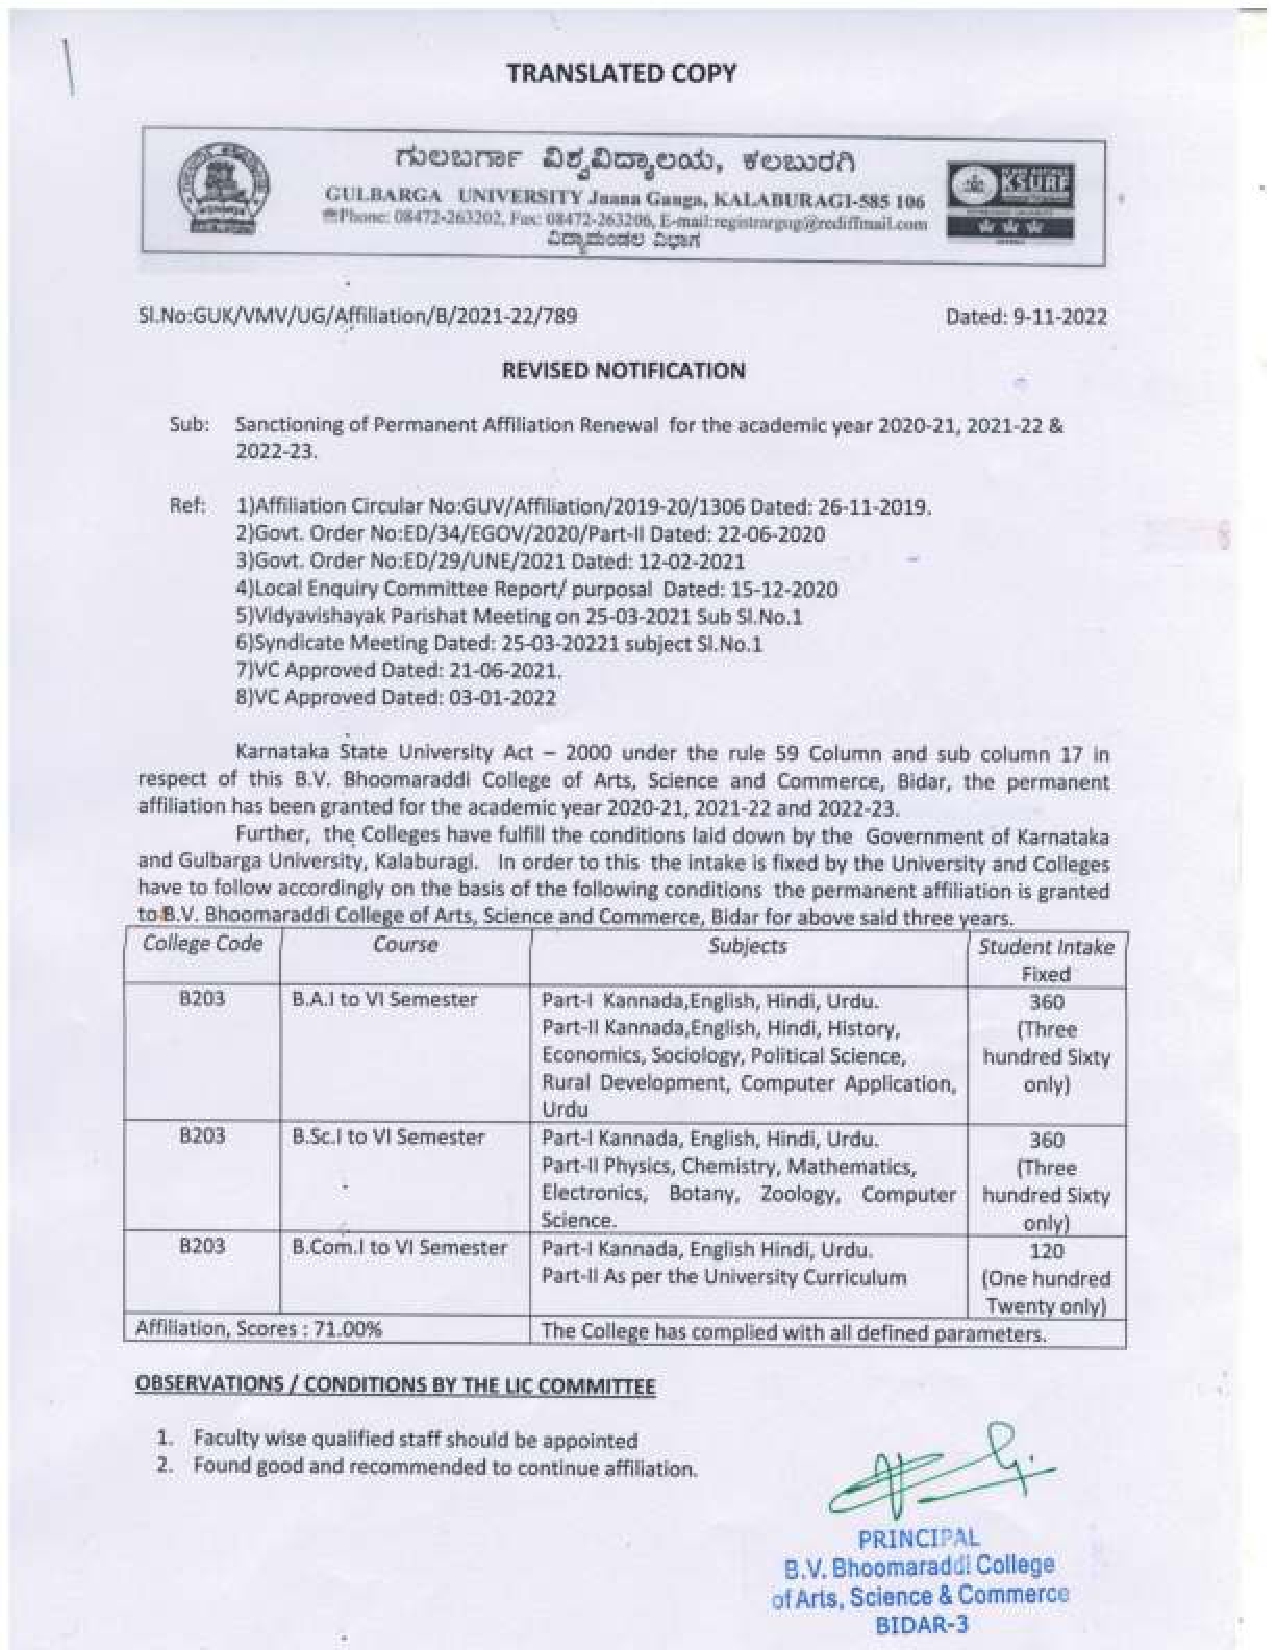 TRANSLATED COPY
ಗುಲಬರ್ಗಾ ವಿಶ್ವವಿದ್ಯಾಲಯ, ಕಲಬುರಗಿ
GULBARGA UNIVERSITY Jnana Ganga, KALABURAGI-585 106
☎Phone: 08472-263202, Fax: 08472-263206, E-mail:registrargug@rediffmail.com
ವಿದ್ಯಾಮಂಡಲ ವಿಭಾಗ
KSURF
Sl.No:GUK/VMV/UG/Affiliation/B/2021-22/789 Dated: 9-11-2022
REVISED NOTIFICATION
Sub: Sanctioning of Permanent Affiliation Renewal for the academic year 2020-21, 2021-22 &
2022-23.
Ref: 1)Affiliation Circular No:GUV/Affiliation/2019-20/1306 Dated: 26-11-2019.
2)Govt. Order No:ED/34/EGOV/2020/Part-II Dated: 22-06-2020
3)Govt. Order No:ED/29/UNE/2021 Dated: 12-02-2021
4)Local Enquiry Committee Report/ purposal Dated: 15-12-2020
5)Vidyavishayak Parishat Meeting on 25-03-2021 Sub Sl.No.1
6)Syndicate Meeting Dated: 25-03-20221 subject Sl.No.1
7)VC Approved Dated: 21-06-2021.
8)VC Approved Dated: 03-01-2022
Karnataka State University Act – 2000 under the rule 59 Column and sub column 17 in
respect of this B.V. Bhoomaraddi College of Arts, Science and Commerce, Bidar, the permanent
affiliation has been granted for the academic year 2020-21, 2021-22 and 2022-23.
Further, the Colleges have fulfill the conditions laid down by the Government of Karnataka
and Gulbarga University, Kalaburagi. In order to this the intake is fixed by the University and Colleges
have to follow accordingly on the basis of the following conditions the permanent affiliation is granted
to B.V. Bhoomaraddi College of Arts, Science and Commerce, Bidar for above said three years.
College Code Course Subjects Student Intake
Fixed
B203 B.A.I to VI Semester Part-I Kannada,English, Hindi, Urdu. 360
Part-II Kannada,English, Hindi, History, (Three
Economics, Sociology, Political Science, hundred Sixty
Rural Development, Computer Application, only)
Urdu
B203 B.Sc.I to VI Semester Part-I Kannada, English, Hindi, Urdu. 360
Part-II Physics, Chemistry, Mathematics, (Three
Electronics, Botany, Zoology, Computer hundred Sixty
Science. only)
B203 B.Com.I to VI Semester Part-I Kannada, English Hindi, Urdu. 120
Part-II As per the University Curriculum (One hundred
Twenty only)
Affiliation, Scores : 71.00% The College has complied with all defined parameters.
OBSERVATIONS / CONDITIONS BY THE LIC COMMITTEE
1. Faculty wise qualified staff should be appointed
2. Found good and recommended to continue affiliation.
PRINCIPAL
B.V. Bhoomaraddi College
of Arts, Science & Commerce
BIDAR-3